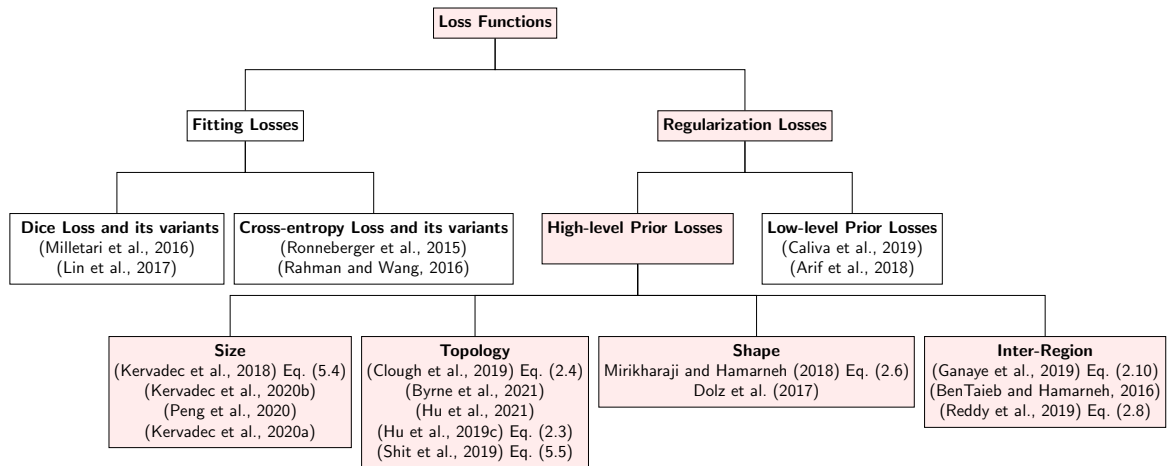 Loss Functions
Fitting Losses
Regularization Losses
Dice Loss and its variants
(Milletari et al., 2016)
(Lin et al., 2017)
Cross-entropy Loss and its variants
(Ronneberger et al., 2015)
(Rahman and Wang, 2016)
High-level Prior Losses
Low-level Prior Losses
(Caliva et al., 2019)
(Arif et al., 2018)
Size
(Kervadec et al., 2018) Eq. (5.4)
(Kervadec et al., 2020b)
(Peng et al., 2020)
(Kervadec et al., 2020a)
Topology
(Clough et al., 2019) Eq. (2.4)
(Byrne et al., 2021)
(Hu et al., 2021)
(Hu et al., 2019c) Eq. (2.3)
(Shit et al., 2019) Eq. (5.5)
Shape
Mirikharaji and Hamarneh (2018) Eq. (2.6)
Dolz et al. (2017)
Inter-Region
(Ganaye et al., 2019) Eq. (2.10)
(BenTaieb and Hamarneh, 2016)
(Reddy et al., 2019) Eq. (2.8)